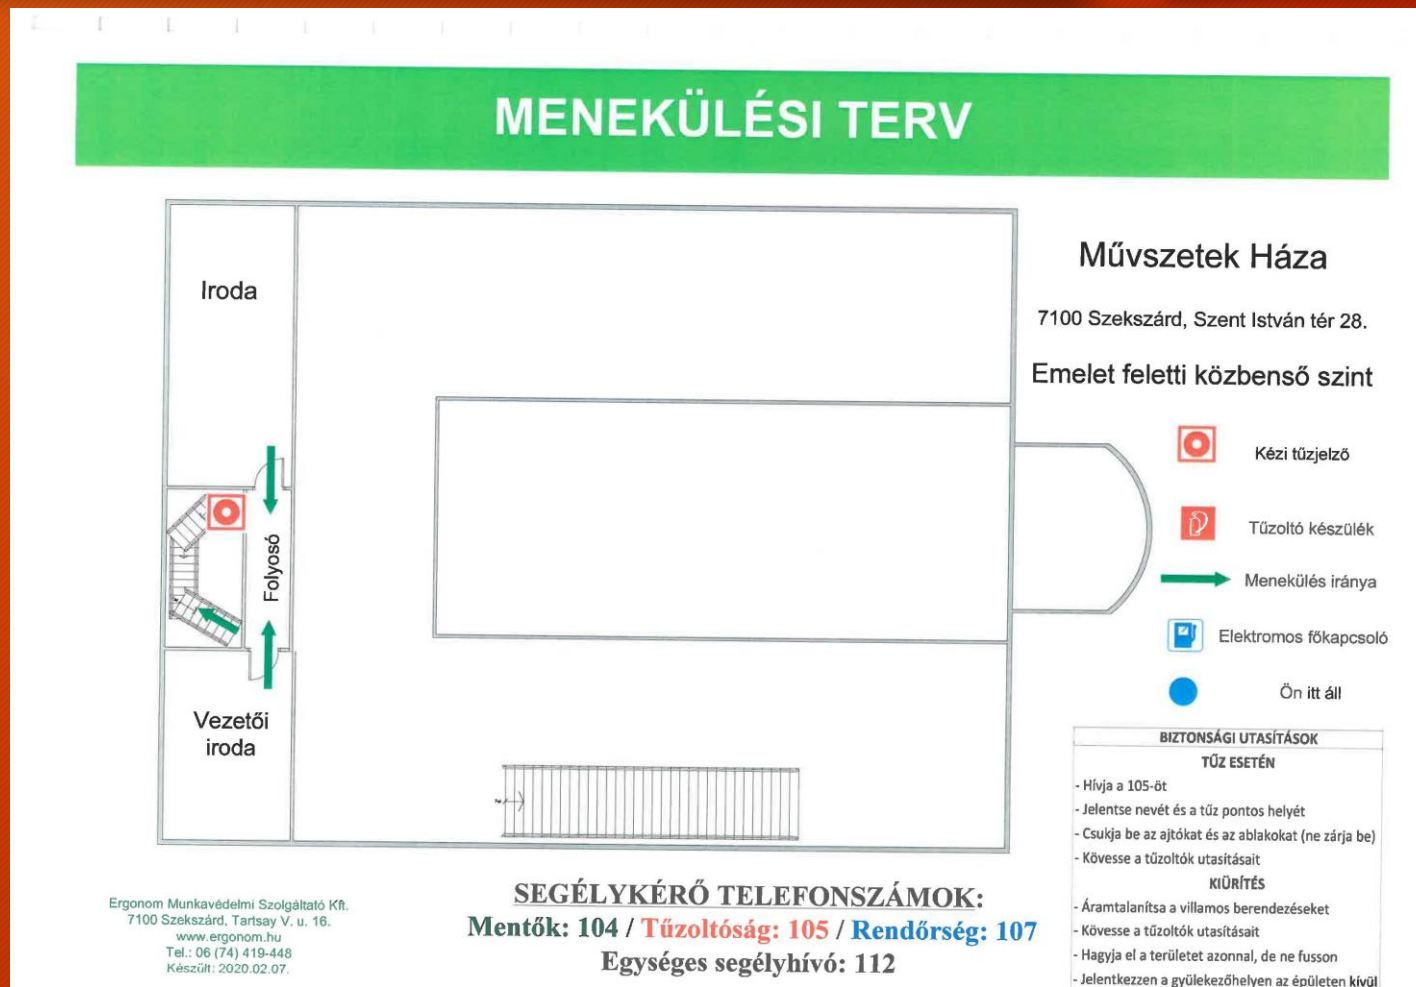 MENEKÜLÉSI TERV
Művszetek Háza
7100 Szekszárd, Szent István tér 28.
Emelet feletti közbenső szint
Iroda
Folyosó
Vezetői
iroda
Kézi tűzjelző
Tűzoltó készülék
Menekülés iránya
Elektromos főkapcsoló
Ön itt áll
BIZTONSÁGI UTASÍTÁSOK
TŰZ ESETÉN
- Hívja a 105-öt
- Jelentse nevét és a tűz pontos helyét
- Csukja be az ajtókat és az ablakokat (ne zárja be)
- Kövesse a tűzoltók utasításait
KIÜRÍTÉS
- Áramtalanítsa a villamos berendezéseket
- Kövesse a tűzoltók utasításait
- Hagyja el a területet azonnal, de ne fusson
- Jelentkezzen a gyülekezőhelyen az épületen kívül
SEGÉLYKÉRŐ TELEFONSZÁMOK:
Mentők: 104 / Tűzoltóság: 105 / Rendőrség: 107
Egységes segélyhívó: 112
Ergonom Munkavédelmi Szolgáltató Kft.
7100 Szekszárd, Tartsay V. u. 16.
www.ergonom.hu
Tel.: 06 (74) 419-448
Készült: 2020.02.07.